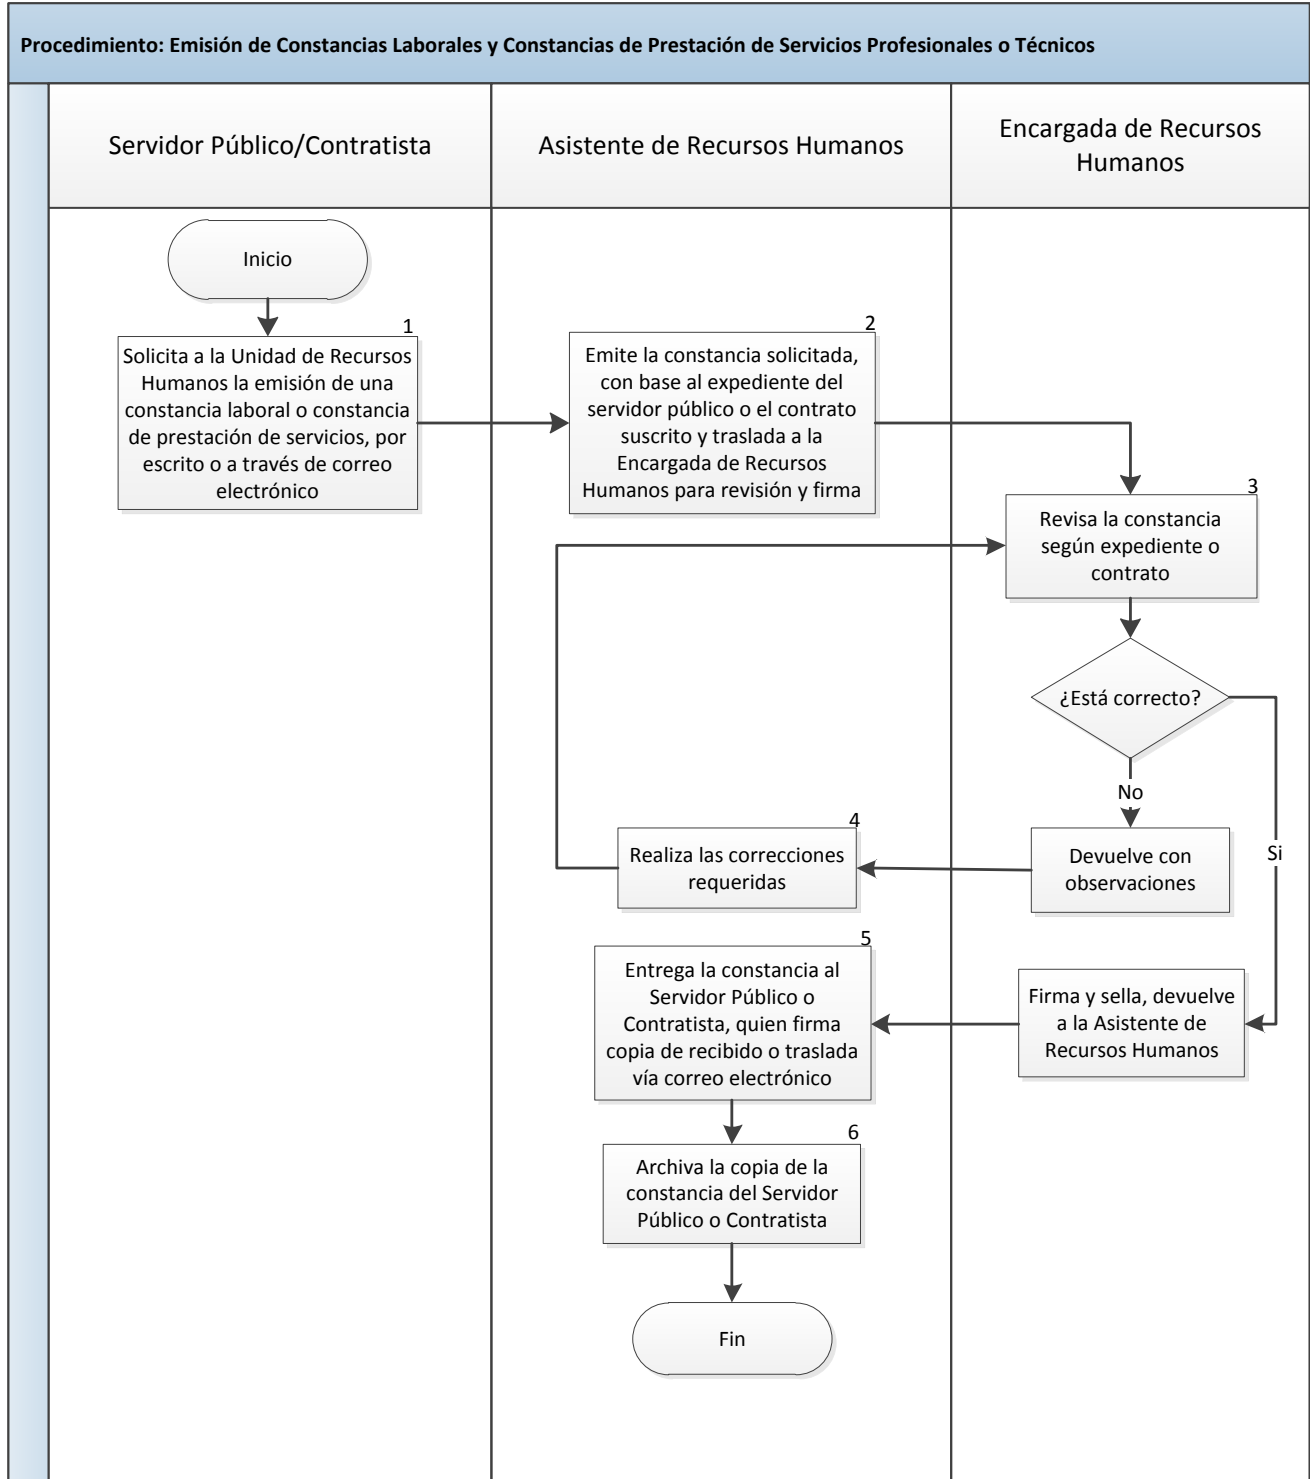 Procedimiento: Emisión de Constancias Laborales y Constancias de Prestación de Servicios Profesionales o Técnicos
Servidor Público/Contratista
Asistente de Recursos Humanos
Encargada de Recursos
Humanos
Inicio
1
Solicita a la Unidad de Recursos
Humanos la emisión de una
constancia laboral o constancia
de prestación de servicios, por
escrito o a través de correo
electrónico
2
Emite la constancia solicitada,
con base al expediente del
servidor público o el contrato
suscrito y traslada a la
Encargada de Recursos
Humanos para revisión y firma
3
Revisa la constancia
según expediente o
contrato
¿Está correcto?
No
Si
Devuelve con
observaciones
4
Realiza las correcciones
requeridas
Firma y sella, devuelve
a la Asistente de
Recursos Humanos
5
Entrega la constancia al
Servidor Público o
Contratista, quien firma
copia de recibido o traslada
vía correo electrónico
6
Archiva la copia de la
constancia del Servidor
Público o Contratista
Fin